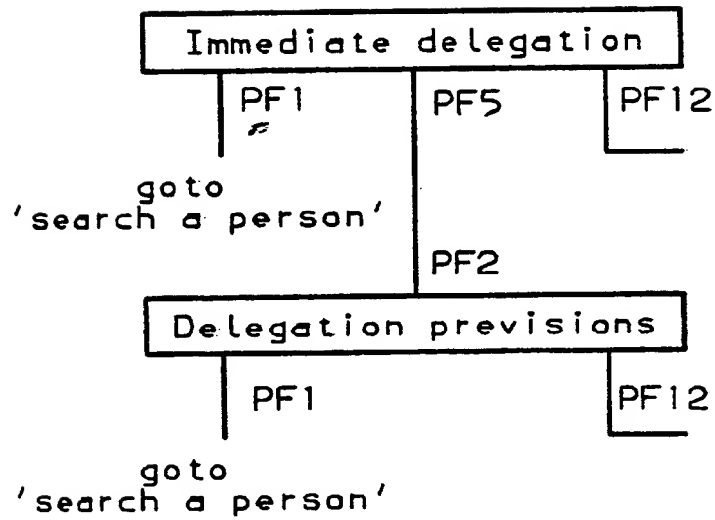 Immediate delegation
PF1 PF5 PF12
goto
'search a person'
PF2
Delegation previsions
PF1 PF12
goto
'search a person'